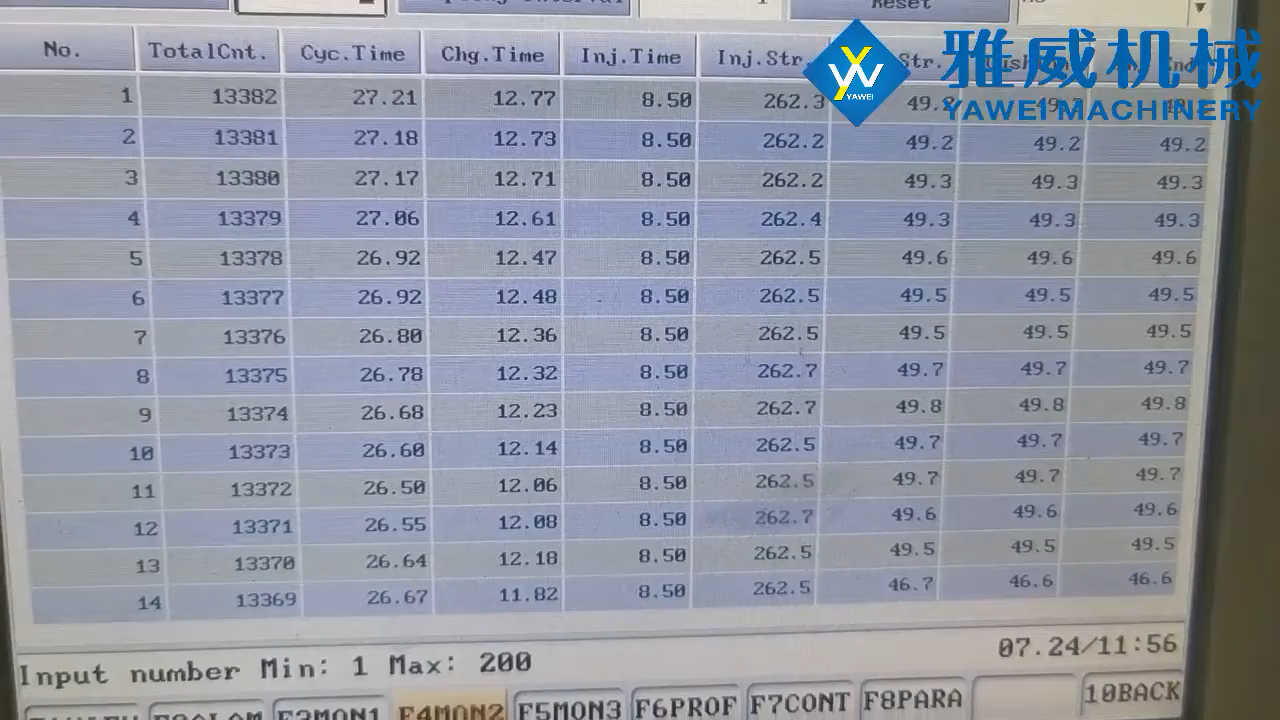 Reset
雅威机械
YAWEI MACHINERY
YW
YAWEI
No. TotalCnt. Cyc.Time Chg.Time Inj.Time Inj.Str. Str. End
1 13382 27.21 12.77 8.50 262.3 49.2
2 13381 27.18 12.73 8.50 262.2 49.2 49.2 49.2
3 13380 27.17 12.71 8.50 262.2 49.3 49.3 49.3
4 13379 27.06 12.61 8.50 262.4 49.3 49.3 49.3
5 13378 26.92 12.47 8.50 262.5 49.6 49.6 49.6
6 13377 26.92 12.48 8.50 262.5 49.5 49.5 49.5
7 13376 26.80 12.36 8.50 262.5 49.5 49.5 49.5
8 13375 26.78 12.32 8.50 262.7 49.7 49.7 49.7
9 13374 26.68 12.23 8.50 262.7 49.8 49.8 49.8
10 13373 26.60 12.14 8.50 262.5 49.7 49.7 49.7
11 13372 26.50 12.06 8.50 262.5 49.7 49.7 49.7
12 13371 26.55 12.08 8.50 262.7 49.6 49.6 49.6
13 13370 26.64 12.18 8.50 262.5 49.5 49.5 49.5
14 13369 26.67 11.82 8.50 262.5 46.7 46.6 46.6
07.24/11:56
Input number Min: 1 Max: 200
F3MON1 F4MON2 F5MON3 F6PROF F7CONT F8PARA 10BACK